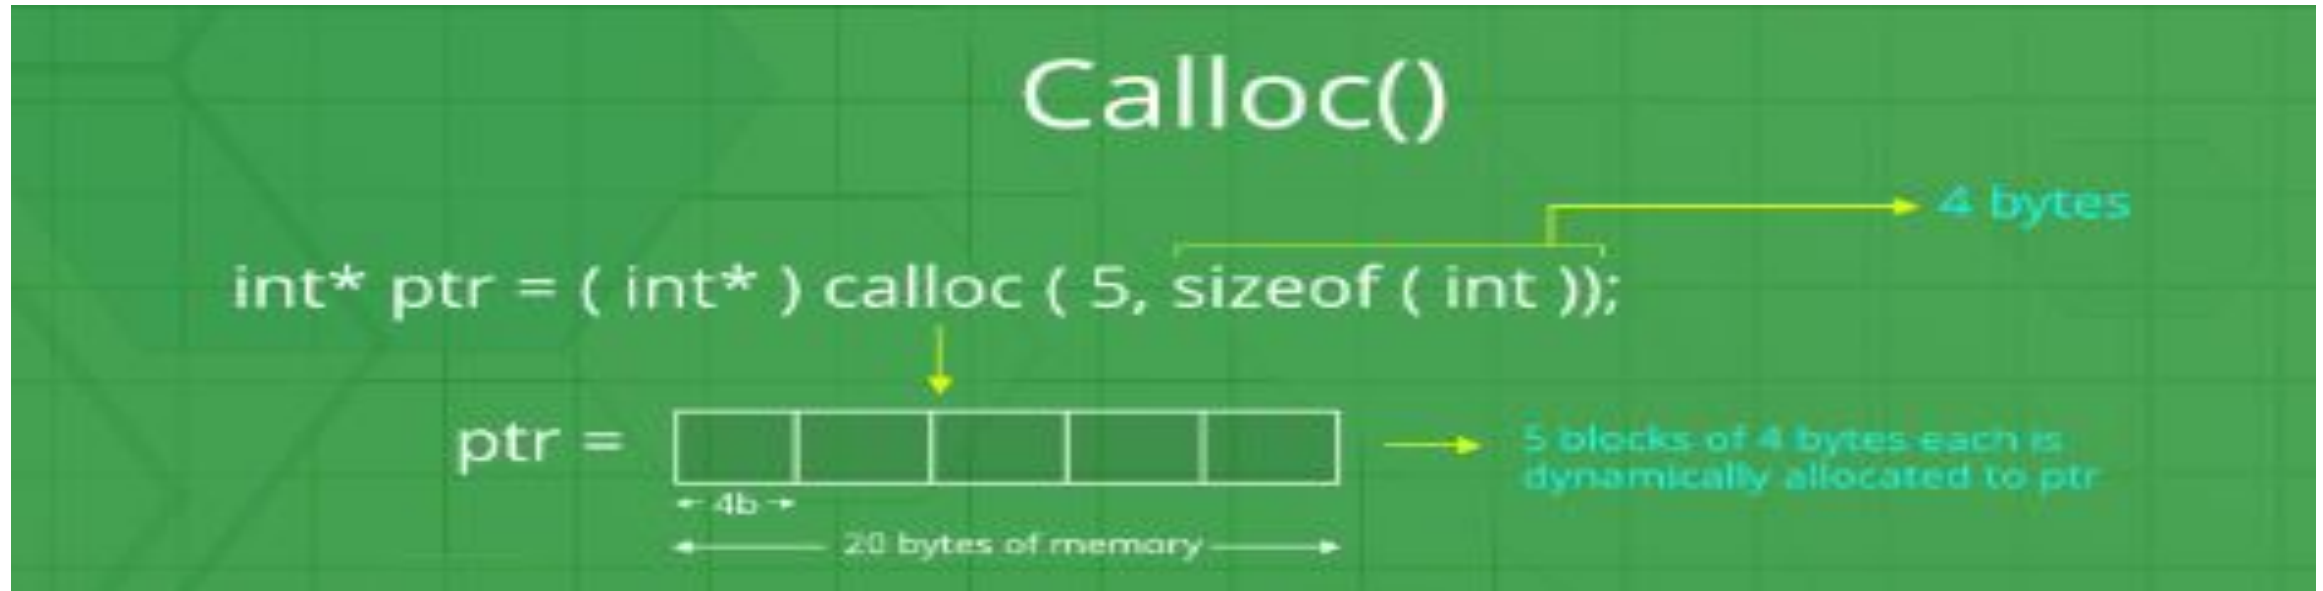 Calloc()
4 bytes
int* ptr = ( int* ) calloc ( 5, sizeof ( int ));
ptr =
5 blocks of 4 bytes each is
dynamically allocated to ptr
4b
20 bytes of memory